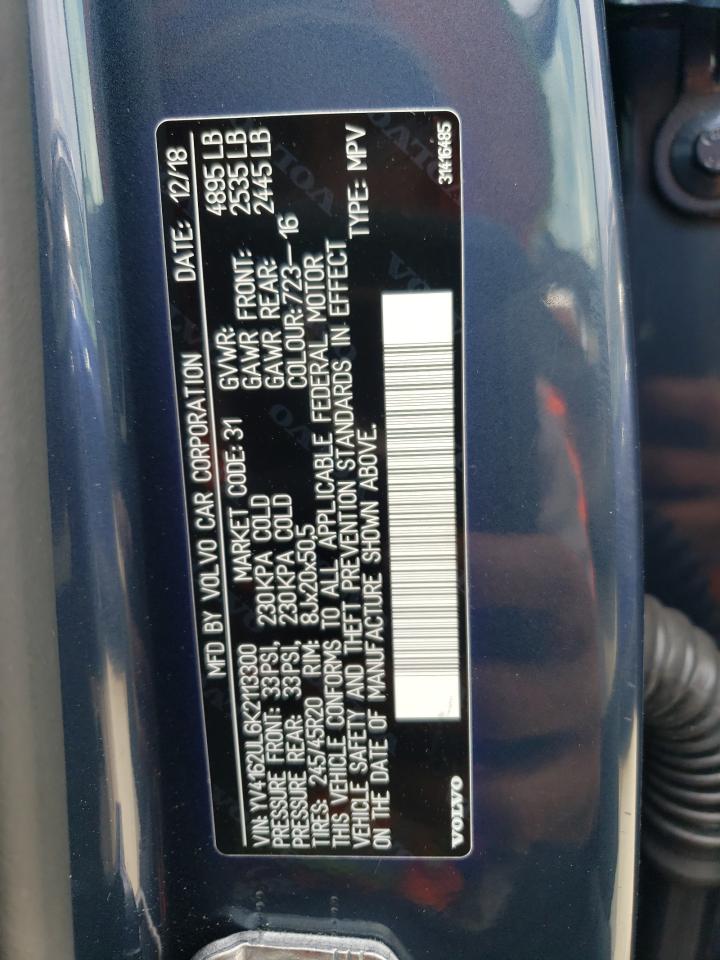 MFD BY VOLVO CAR CORPORATION DATE: 12/18
VIN: YV4162UL6K2113300 MARKET CODE: 31 GVWR: 4895 LB
PRESSURE FRONT: 33PSI, 230KPA COLD GAWR FRONT: 2535 LB
PRESSURE REAR: 33PSI, 230KPA COLD GAWR REAR: 2445 LB
TIRES: 245/45R20 RIM: 8Jx20x50,5 COLOUR: 723—16
THIS VEHICLE CONFORMS TO ALL APPLICABLE FEDERAL MOTOR
VEHICLE SAFETY AND THEFT PREVENTION STANDARDS IN EFFECT
ON THE DATE OF MANUFACTURE SHOWN ABOVE. TYPE: MPV
VOLVO 31416485